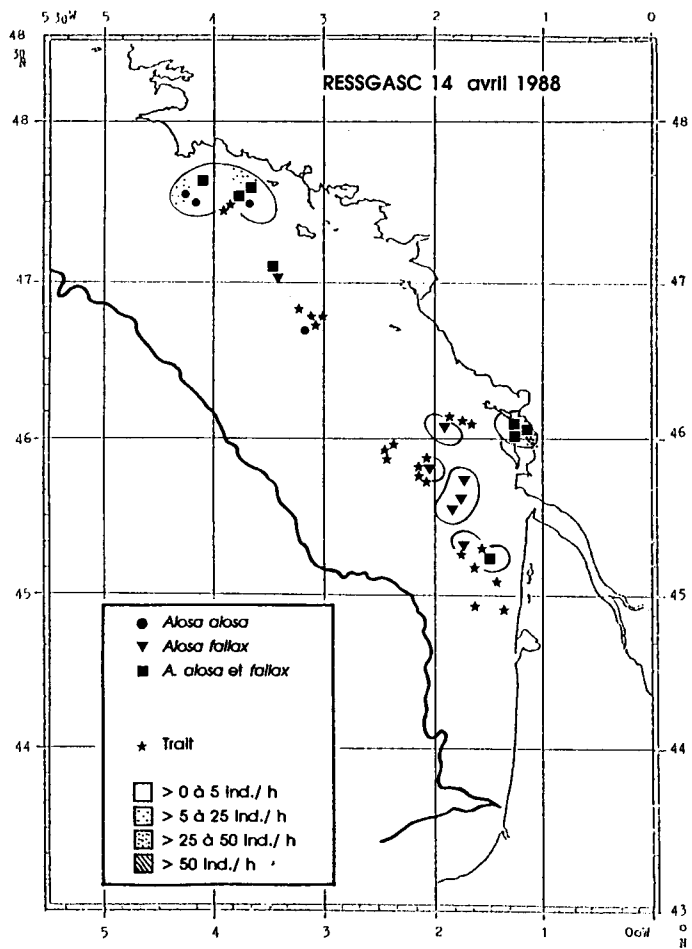 5 30W 5 4 3 2 1 0
48 30 N
RESSGASC 14 avril 1988
48 48
47 47
46 46
45 45
44 44
43
Alosa alosa
Alosa fallax
A. alosa et fallax
Trait
> 0 à 5 Ind./ h
> 5 à 25 Ind./ h
> 25 à 50 Ind./ h
> 50 Ind./ h
5 4 3 2 1 0 0W
0 N